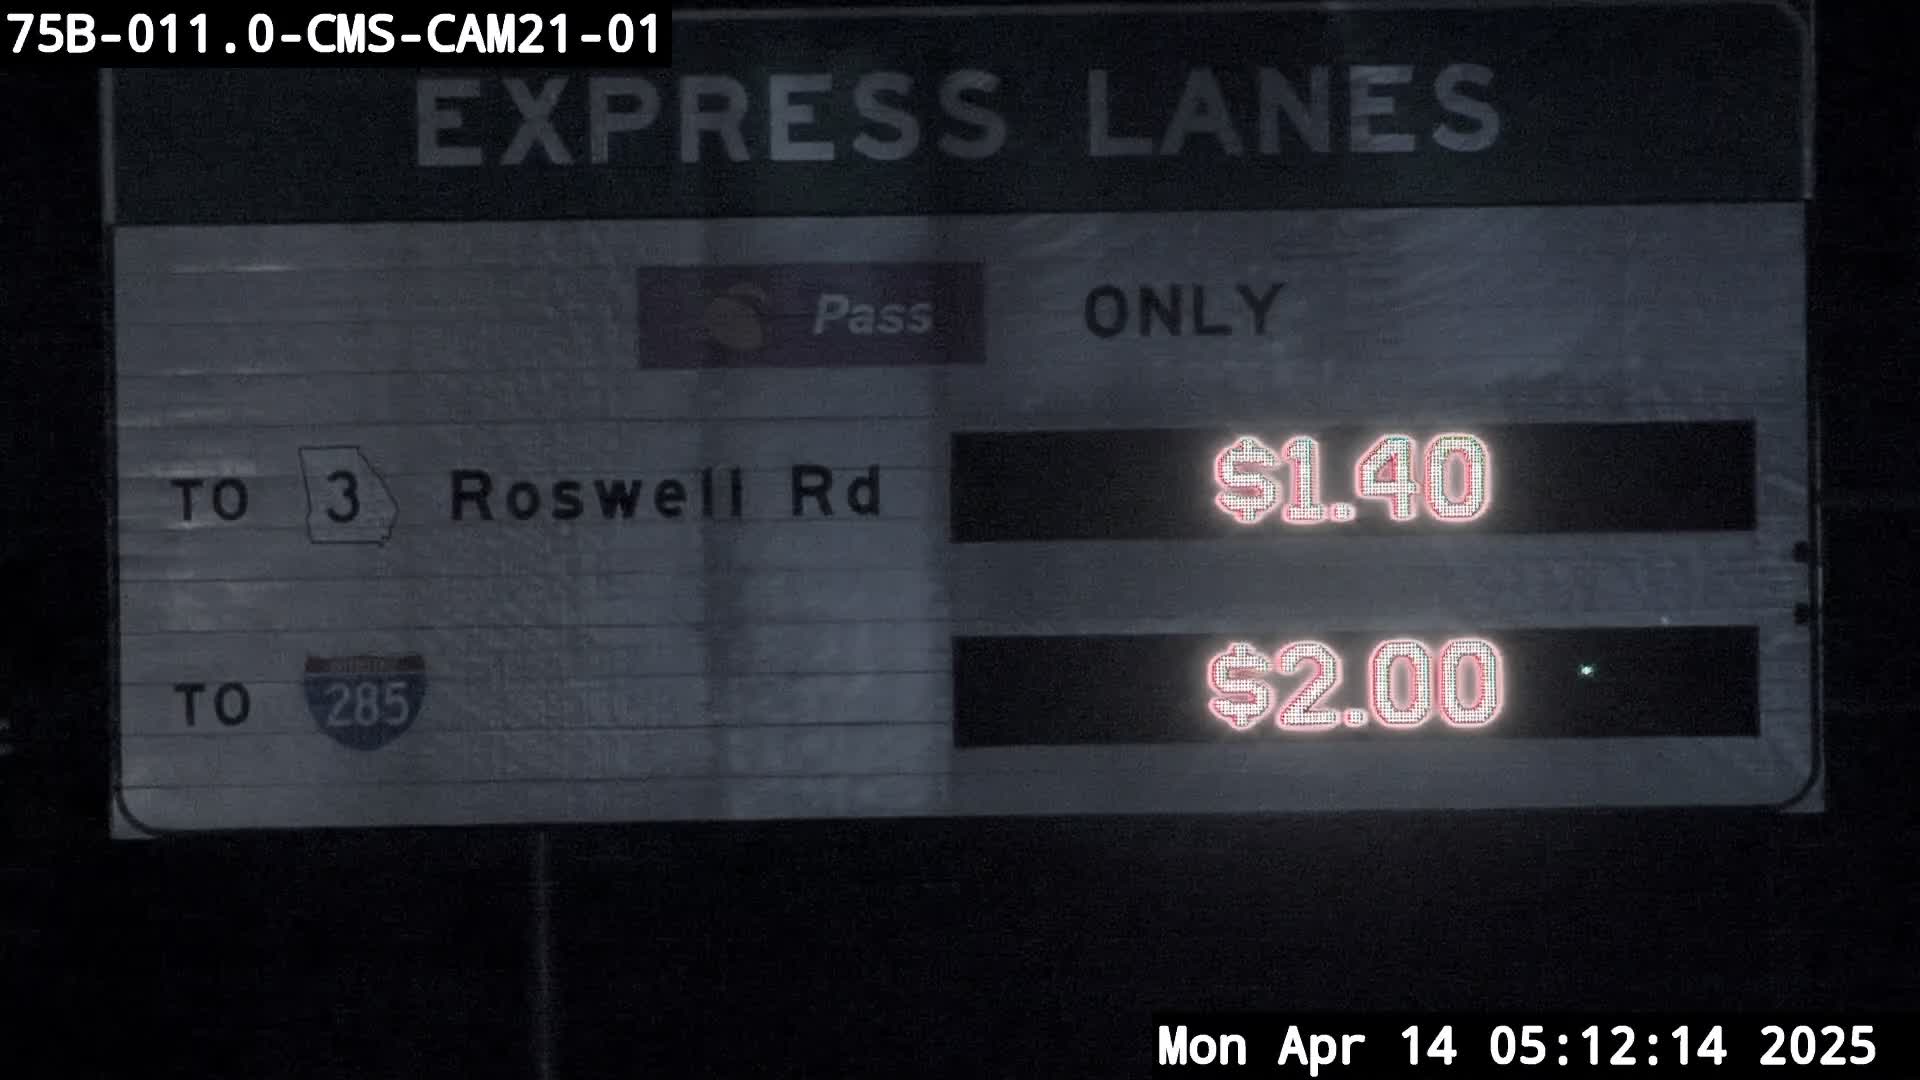 75B-011.0-CMS-CAM21-01
EXPRESS LANES
Pass ONLY
TO 3 Roswell Rd $1.40
TO 285 $2.00
Mon Apr 14 05:12:14 2025